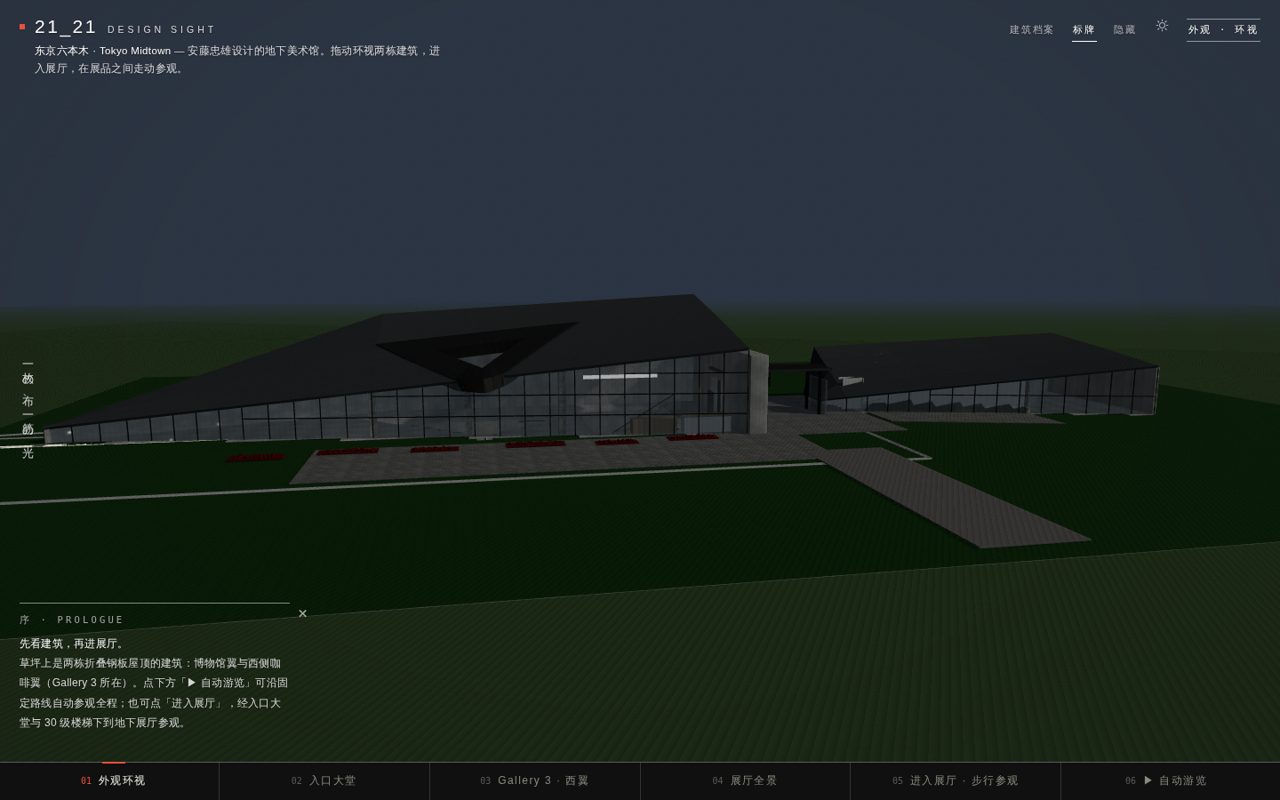 21_21 DESIGN SIGHT
东京六本木 · Tokyo Midtown — 安藤忠雄设计的地下美术馆。拖动环视两栋建筑，进
入展厅，在展品之间走动参观。
建筑档案 标牌 隐藏 外观 · 环视
一枚の布、一筋の光
序 · PROLOGUE
×
先看建筑，再进展厅。
草坪上是两栋折叠钢板屋顶的建筑：博物馆翼与西侧咖
啡翼（Gallery 3 所在）。点下方「▶ 自动游览」可沿固
定路线自动参观全程；也可点「进入展厅」，经入口大
堂与 30 级楼梯下到地下展厅参观。
01 外观环视
02 入口大堂
03 Gallery 3 · 西翼
04 展厅全景
05 进入展厅 · 步行参观
06 ▶ 自动游览